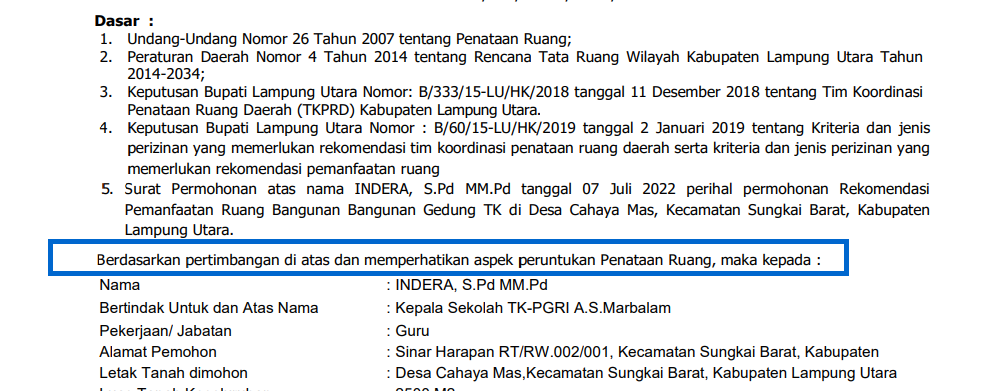 Dasar :
1. Undang-Undang Nomor 26 Tahun 2007 tentang Penataan Ruang;
2. Peraturan Daerah Nomor 4 Tahun 2014 tentang Rencana Tata Ruang Wilayah Kabupaten Lampung Utara Tahun
2014-2034;
3. Keputusan Bupati Lampung Utara Nomor: B/333/15-LU/HK/2018 tanggal 11 Desember 2018 tentang Tim Koordinasi
Penataan Ruang Daerah (TKPRD) Kabupaten Lampung Utara.
4. Keputusan Bupati Lampung Utara Nomor : B/60/15-LU/HK/2019 tanggal 2 Januari 2019 tentang Kriteria dan jenis
perizinan yang memerlukan rekomendasi tim koordinasi penataan ruang daerah serta kriteria dan jenis perizinan yang
memerlukan rekomendasi pemanfaatan ruang
5. Surat Permohonan atas nama INDERA, S.Pd MM.Pd tanggal 07 Juli 2022 perihal permohonan Rekomendasi
Pemanfaatan Ruang Bangunan Bangunan Gedung TK di Desa Cahaya Mas, Kecamatan Sungkai Barat, Kabupaten
Lampung Utara.
Berdasarkan pertimbangan di atas dan memperhatikan aspek peruntukan Penataan Ruang, maka kepada :
Nama : INDERA, S.Pd MM.Pd
Bertindak Untuk dan Atas Nama : Kepala Sekolah TK-PGRI A.S.Marbalam
Pekerjaan/ Jabatan : Guru
Alamat Pemohon : Sinar Harapan RT/RW.002/001, Kecamatan Sungkai Barat, Kabupaten
Letak Tanah dimohon : Desa Cahaya Mas,Kecamatan Sungkai Barat, Kabupaten Lampung Utara